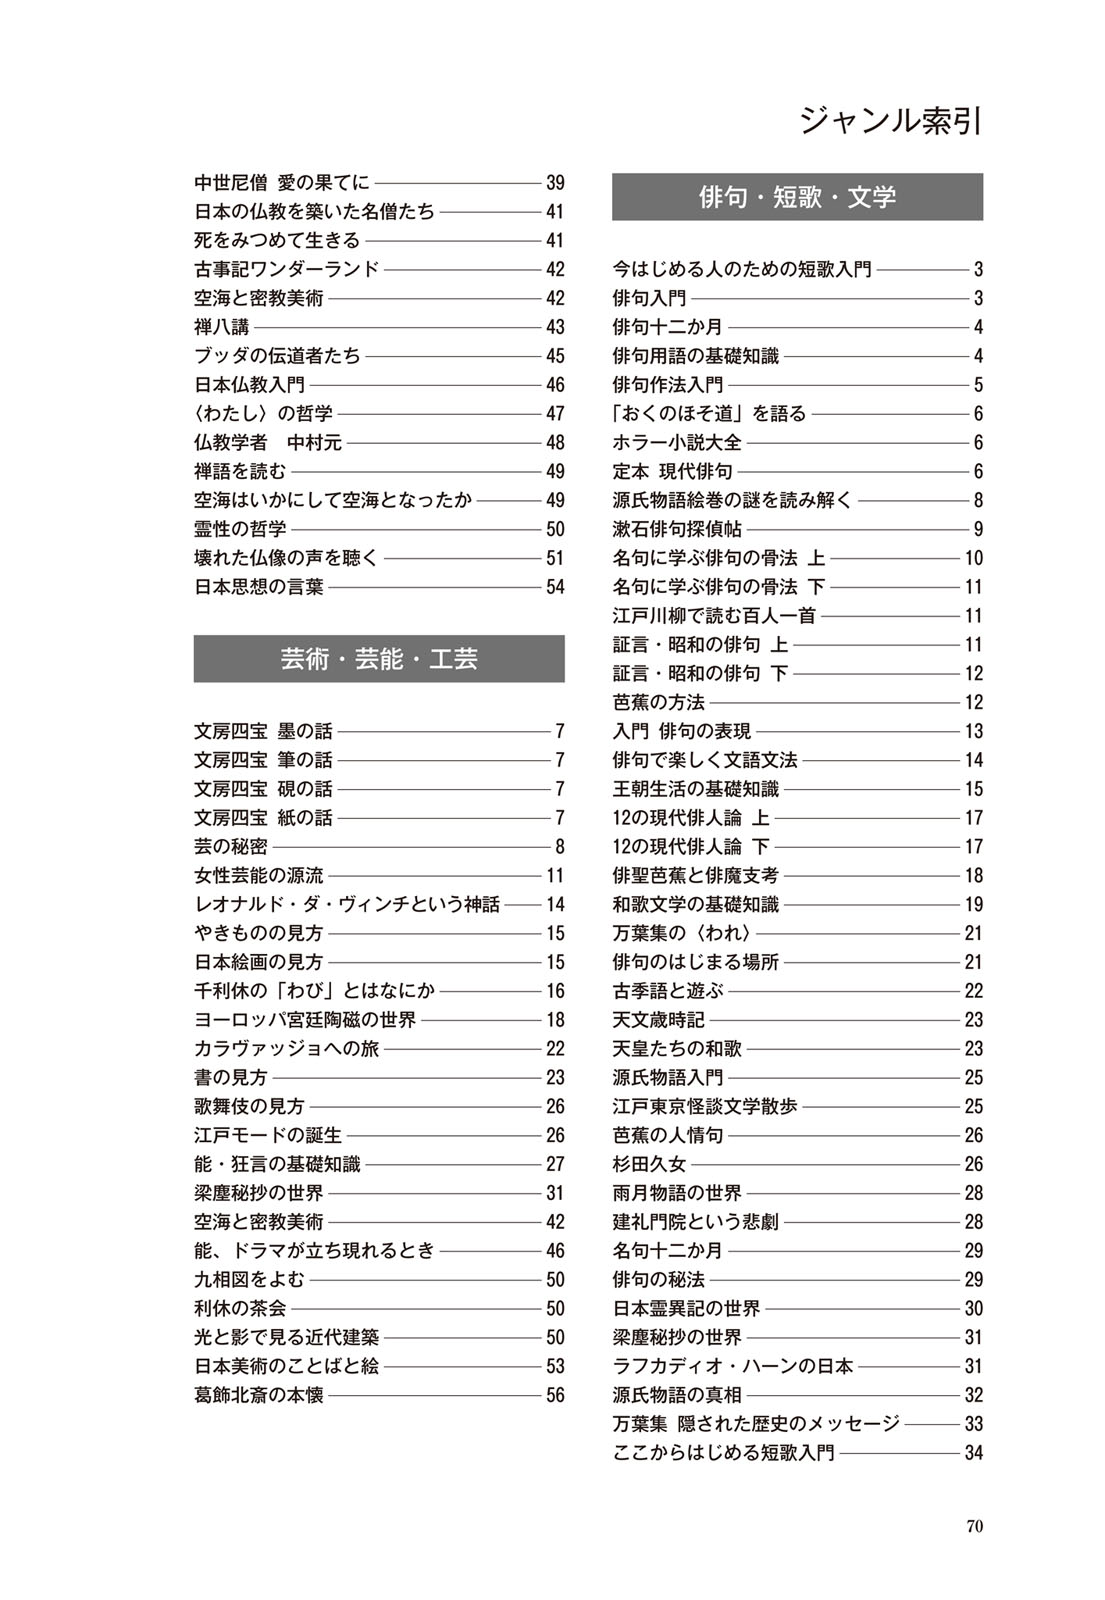 ジャンル索引
中世尼僧 愛の果てに 39
日本の仏教を築いた名僧たち 41
死をみつめて生きる 41
古事記ワンダーランド 42
空海と密教美術 42
禅八講 43
ブッダの伝道者たち 45
日本仏教入門 46
〈わたし〉の哲学 47
仏教学者　中村元 48
禅語を読む 49
空海はいかにして空海となったか 49
霊性の哲学 50
壊れた仏像の声を聴く 51
日本思想の言葉 54
芸術・芸能・工芸
文房四宝 墨の話 7
文房四宝 筆の話 7
文房四宝 硯の話 7
文房四宝 紙の話 7
芸の秘密 8
女性芸能の源流 11
レオナルド・ダ・ヴィンチという神話 14
やきものの見方 15
日本絵画の見方 15
千利休の「わび」とはなにか 16
ヨーロッパ宮廷陶磁の世界 18
カラヴァッジョへの旅 22
書の見方 23
歌舞伎の見方 26
江戸モードの誕生 26
能・狂言の基礎知識 27
梁塵秘抄の世界 31
空海と密教美術 42
能、ドラマが立ち現れるとき 46
九相図をよむ 50
利休の茶会 50
光と影で見る近代建築 50
日本美術のことばと絵 53
葛飾北斎の本懐 56
俳句・短歌・文学
今はじめる人のための短歌入門 3
俳句入門 3
俳句十二か月 4
俳句用語の基礎知識 4
俳句作法入門 5
「おくのほそ道」を語る 6
ホラー小説大全 6
定本 現代俳句 6
源氏物語絵巻の謎を読み解く 8
漱石俳句探偵帖 9
名句に学ぶ俳句の骨法 上 10
名句に学ぶ俳句の骨法 下 11
江戸川柳で読む百人一首 11
証言・昭和の俳句 上 11
証言・昭和の俳句 下 12
芭蕉の方法 12
入門 俳句の表現 13
俳句で楽しく文語文法 14
王朝生活の基礎知識 15
12の現代俳人論 上 17
12の現代俳人論 下 17
俳聖芭蕉と俳魔支考 18
和歌文学の基礎知識 19
万葉集の〈われ〉 21
俳句のはじまる場所 21
古季語と遊ぶ 22
天文歳時記 23
天皇たちの和歌 23
源氏物語入門 25
江戸東京怪談文学散歩 25
芭蕉の人情句 26
杉田久女 26
雨月物語の世界 28
建礼門院という悲劇 28
名句十二か月 29
俳句の秘法 29
日本霊異記の世界 30
梁塵秘抄の世界 31
ラフカディオ・ハーンの日本 31
源氏物語の真相 32
万葉集 隠された歴史のメッセージ 33
ここからはじめる短歌入門 34
70